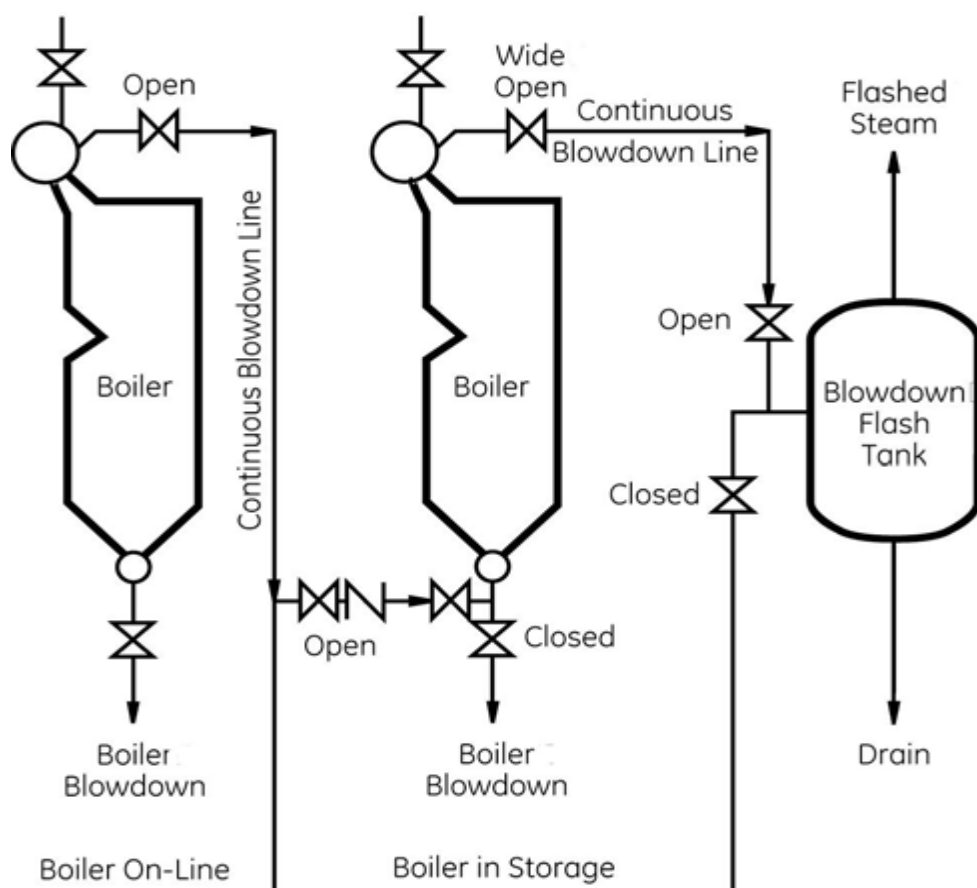 Open
Wide
Open
Continuous
Blowdown Line
Flashed
Steam
Continuous Blowdown Line
Open
Boiler
Boiler
Blowdown
Flash
Tank
Closed
Open
Closed
Boiler
Blowdown
Boiler
Blowdown
Drain
Boiler On-Line
Boiler in Storage